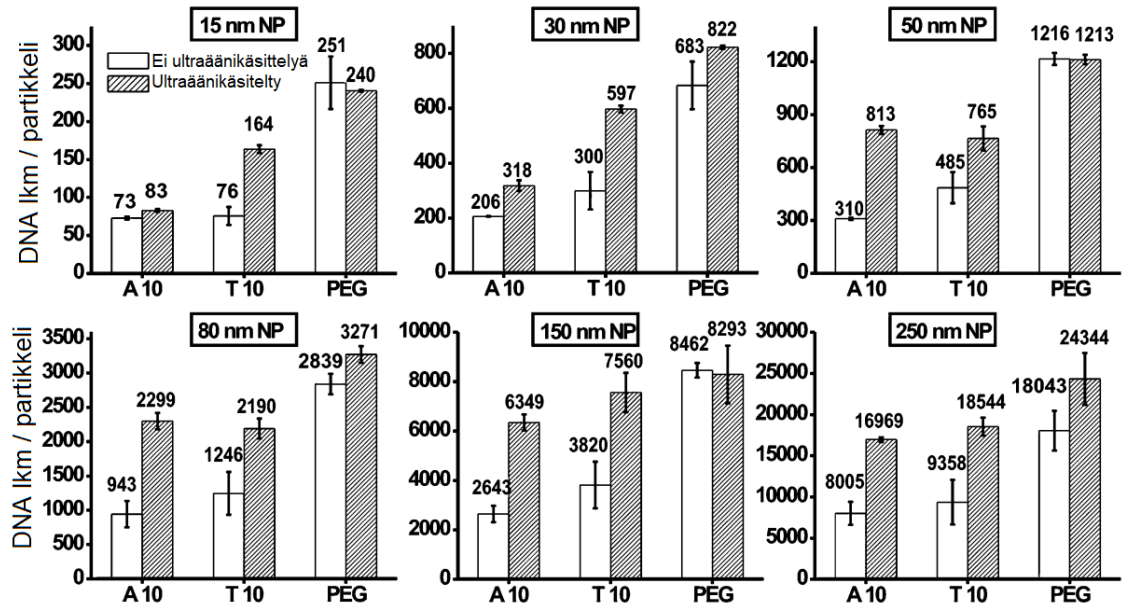 15 nm NP
DNA lkm / partikkeli
300
250
200
150
100
50
0
Ei ultraäänikäsittelyä
Ultraäänikäsitelty
73
83
76
164
251
240
A 10
T 10
PEG
30 nm NP
800
600
400
200
0
206
318
300
597
683
822
A 10
T 10
PEG
50 nm NP
1200
900
600
300
0
310
813
485
765
1216
1213
A 10
T 10
PEG
80 nm NP
DNA lkm / partikkeli
3500
3000
2500
2000
1500
1000
500
0
943
2299
1246
2190
2839
3271
A 10
T 10
PEG
150 nm NP
10000
8000
6000
4000
2000
0
2643
6349
3820
7560
8462
8293
A 10
T 10
PEG
250 nm NP
30000
25000
20000
15000
10000
5000
0
8005
16969
9358
18544
18043
24344
A 10
T 10
PEG